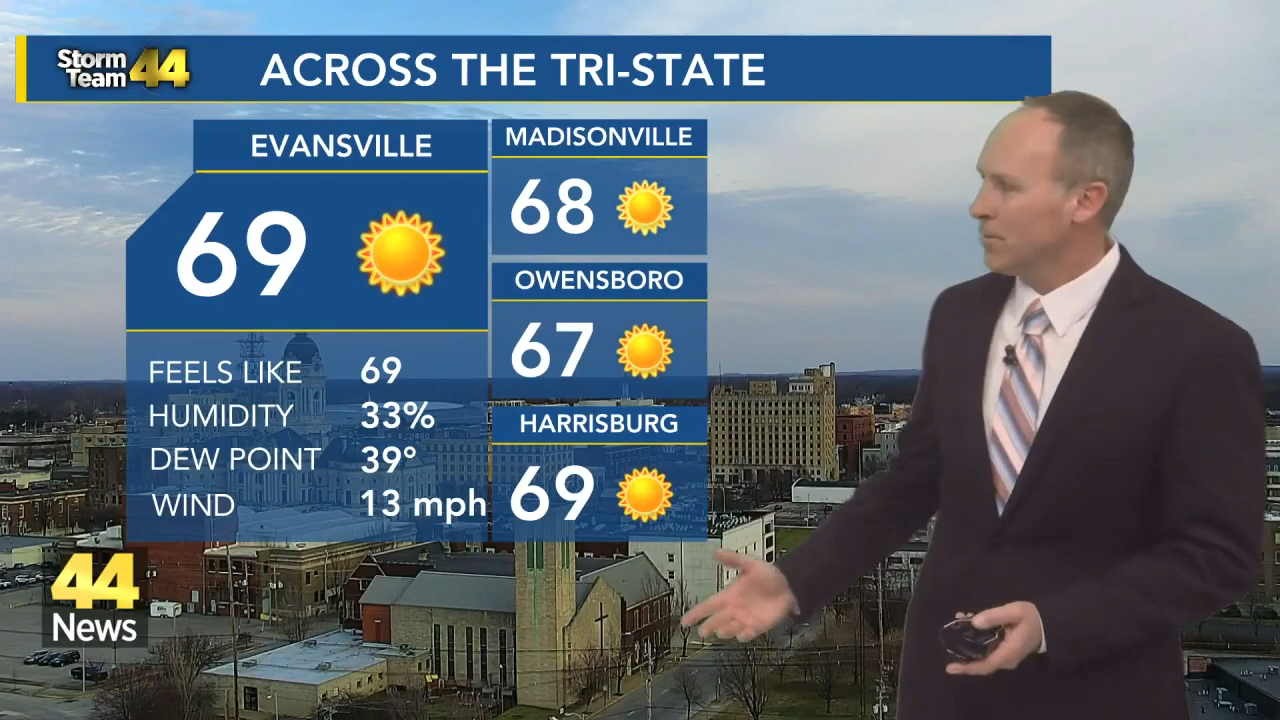 Storm Team 44
ACROSS THE TRI-STATE
EVANSVILLE
69
FEELS LIKE 69
HUMIDITY 33%
DEW POINT 39°
WIND 13 mph
MADISONVILLE
68
OWENSBORO
67
HARRISBURG
69
44
News